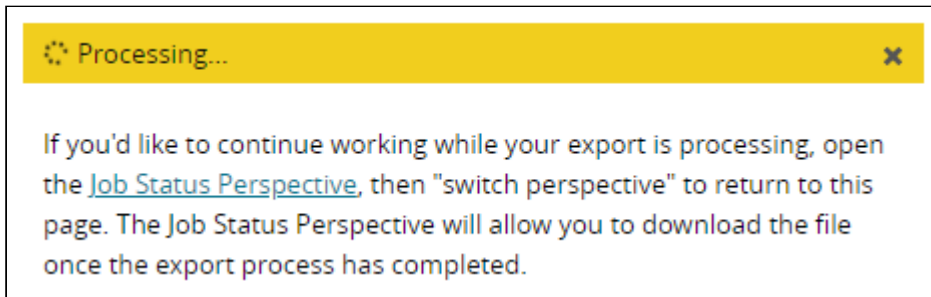 Processing...
If you'd like to continue working while your export is processing, open
the Job Status Perspective, then "switch perspective" to return to this
page. The Job Status Perspective will allow you to download the file
once the export process has completed.